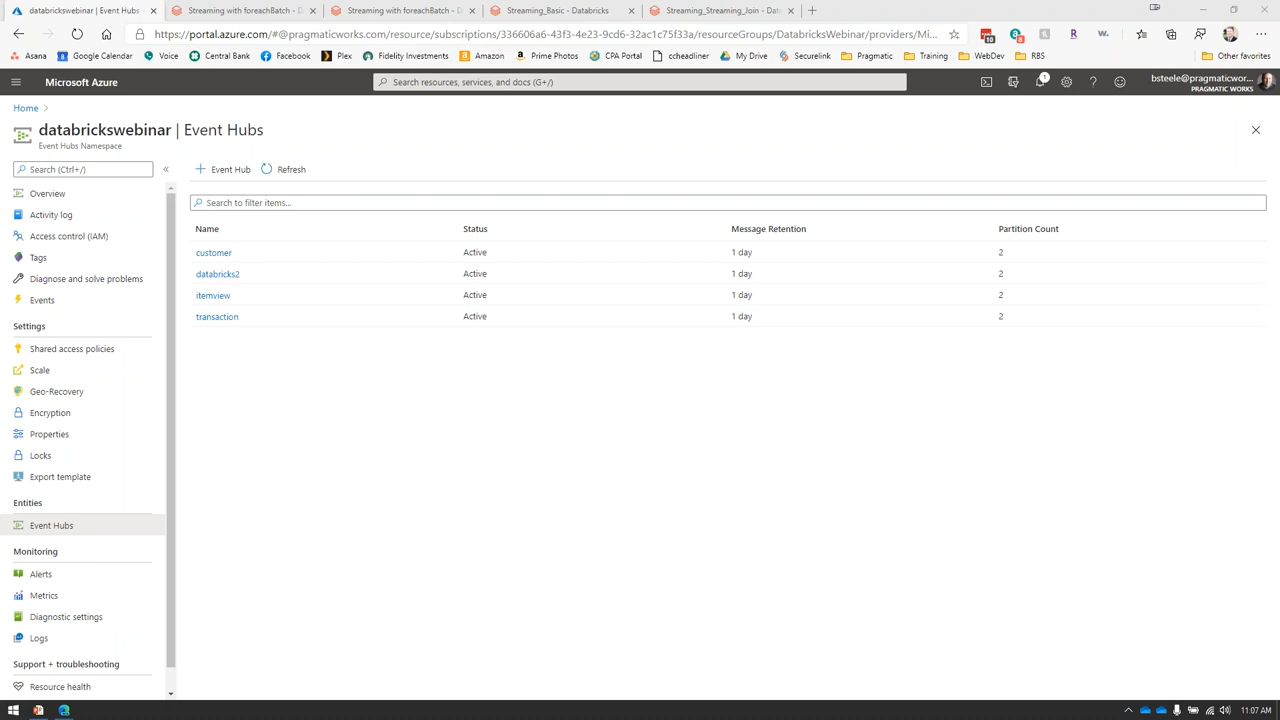 databrickswebinar | Event Hubs
Streaming with foreachBatch - D
Streaming with foreachBatch - D
Streaming_Basic - Databricks
Streaming_Streaming_Join - Data
https://portal.azure.com/#@pragmaticworks.com/resource/subscriptions/336606a6-43f3-4e23-9cd6-32ac1c75f33a/resourceGroups/DatabricksWebinar/providers/Mi...
Asana
Google Calendar
Voice
Central Bank
Facebook
Plex
Fidelity Investments
Amazon
Prime Photos
CPA Portal
ccheadliner
My Drive
Securelink
Pragmatic
Training
WebDev
RBS
Other favorites
Microsoft Azure
Search resources, services, and docs (G+/)
1
bsteele@pragmaticwor...
PRAGMATIC WORKS
Home
databrickswebinar | Event Hubs
Event Hubs Namespace
Search (Ctrl+/)
Overview
Activity log
Access control (IAM)
Tags
Diagnose and solve problems
Events
Settings
Shared access policies
Scale
Geo-Recovery
Encryption
Properties
Locks
Export template
Entities
Event Hubs
Monitoring
Alerts
Metrics
Diagnostic settings
Logs
Support + troubleshooting
Resource health
Event Hub
Refresh
Search to filter items...
Name Status Message Retention Partition Count
customer Active 1 day 2
databricks2 Active 1 day 2
itemview Active 1 day 2
transaction Active 1 day 2
11:07 AM